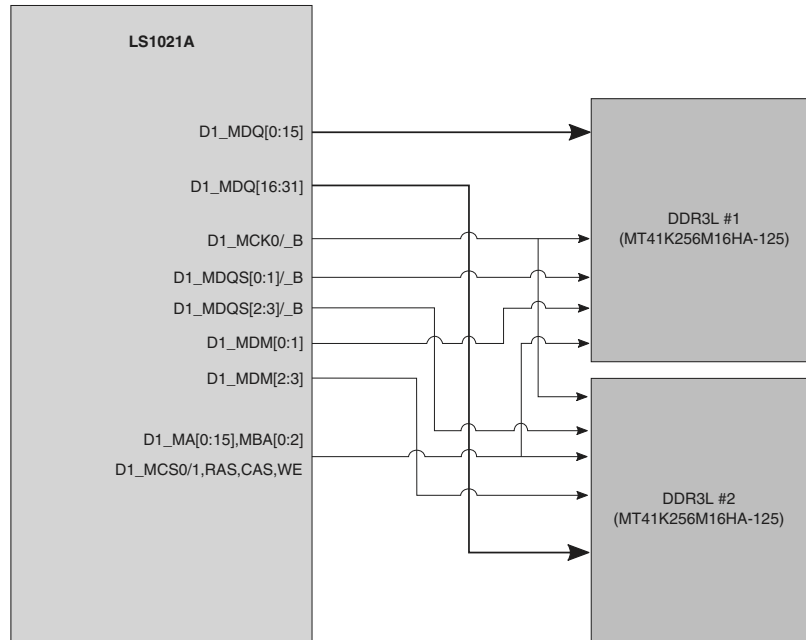 LS1021A
D1_MDQ[0:15]
D1_MDQ[16:31]
D1_MCK0/_B
D1_MDQS[0:1]/_B
D1_MDQS[2:3]/_B
D1_MDM[0:1]
D1_MDM[2:3]
D1_MA[0:15],MBA[0:2]
D1_MCS0/1,RAS,CAS,WE
DDR3L #1
(MT41K256M16HA-125)
DDR3L #2
(MT41K256M16HA-125)